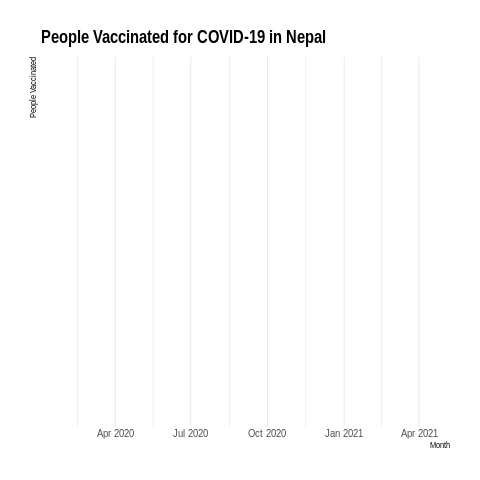 People Vaccinated for COVID-19 in Nepal
People Vaccinated
Apr 2020 Jul 2020 Oct 2020 Jan 2021 Apr 2021
Month